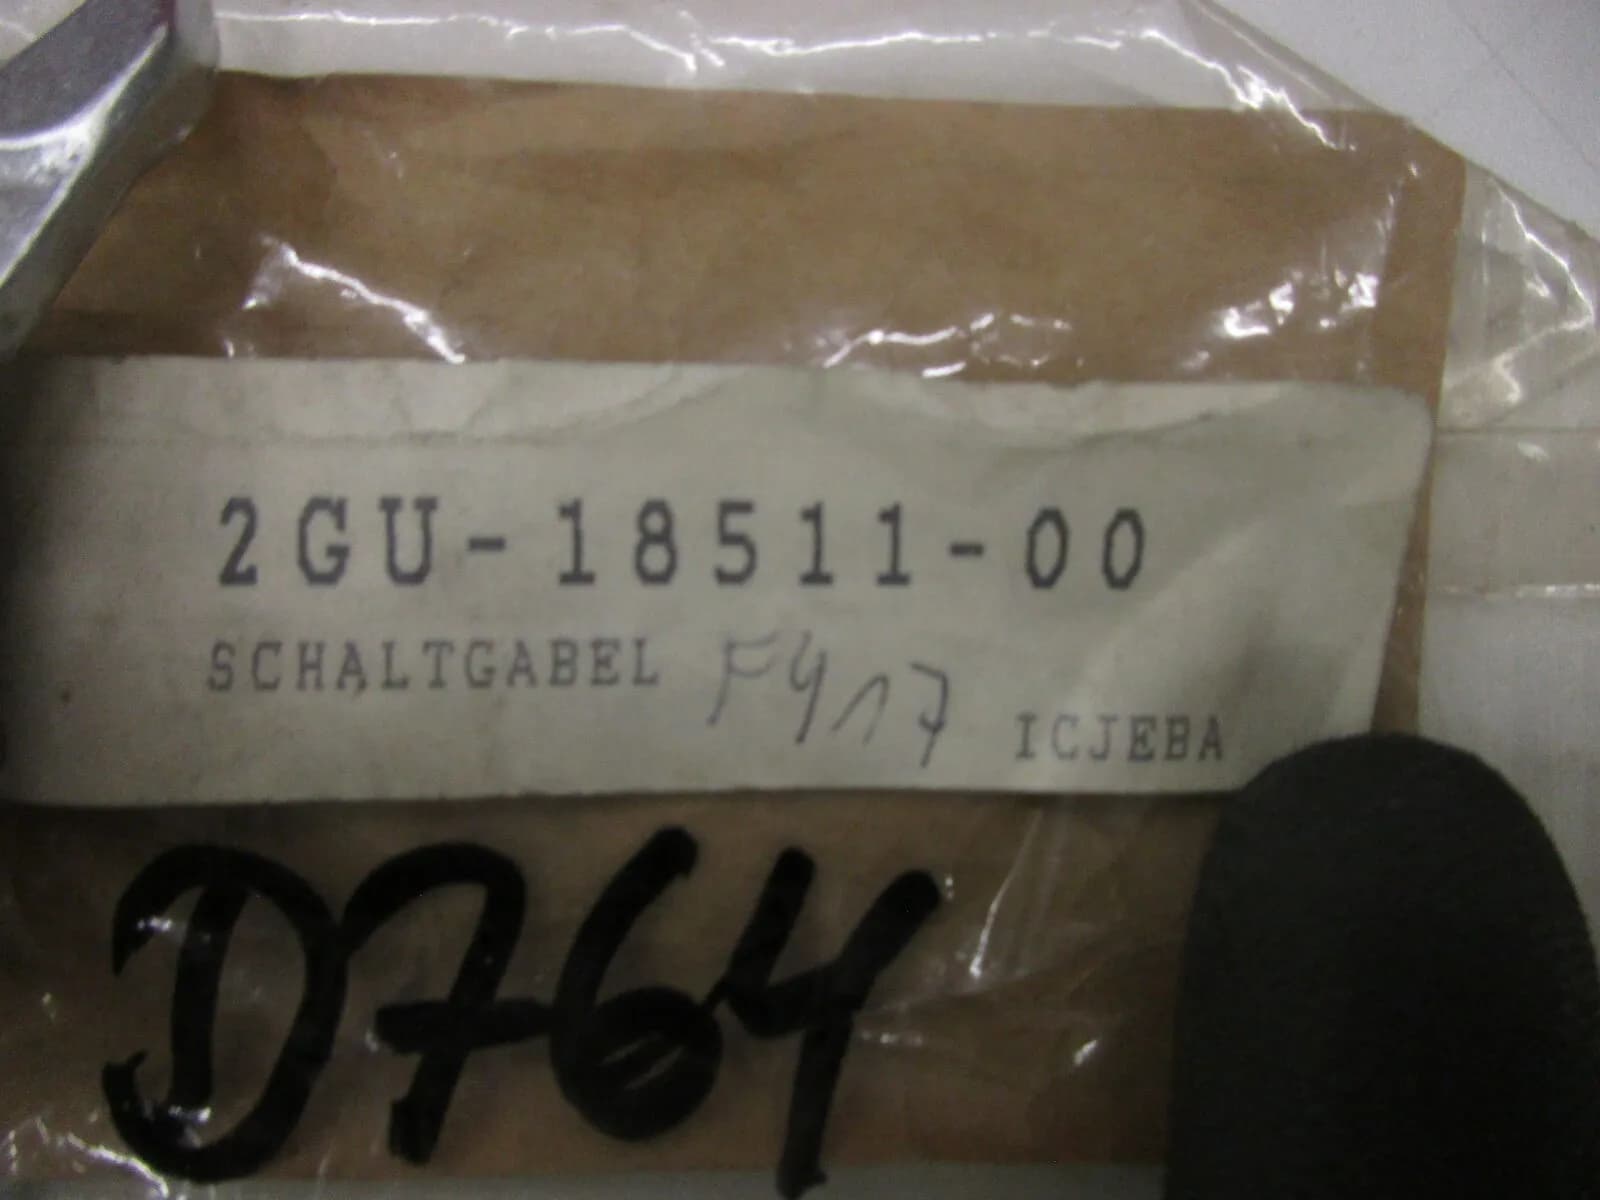 2GU-18511-00
SCHALTGABEL F417
ICJEBA
D764